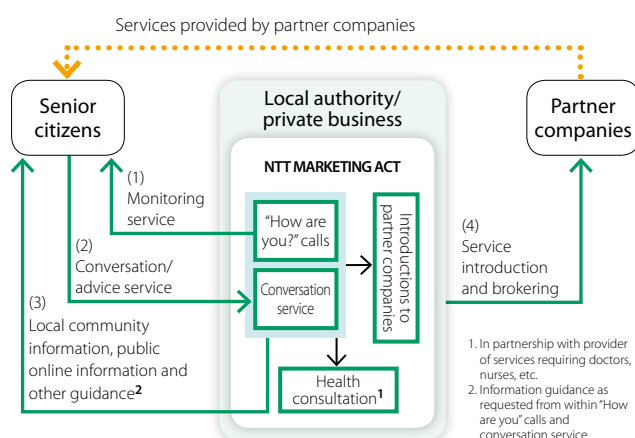 Services provided by partner companies
Senior
citizens
Local authority/
private business
Partner
companies
NTT MARKETING ACT
(1)
Monitoring
service
"How are
you?" calls
Introductions to
partner companies
(2)
Conversation/
advice service
Conversation
service
(3)
Local community
information, public
online information and
other guidance2
(4)
Service
introduction
and brokering
Health
consultation1
1. In partnership with provider
of services requiring doctors,
nurses, etc.
2. Information guidance as
requested from within "How
are you" calls and
conversation service